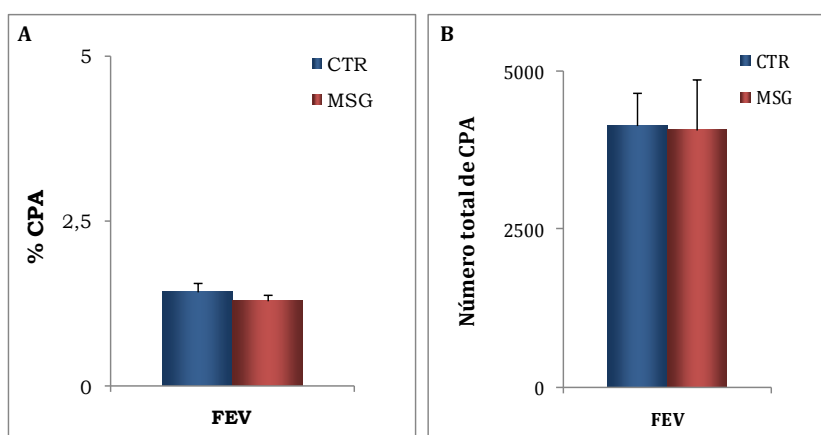 A
5
CTR
MSG
% CPA
2,5
0
FEV
B
5000
CTR
MSG
Número total de CPA
2500
0
FEV